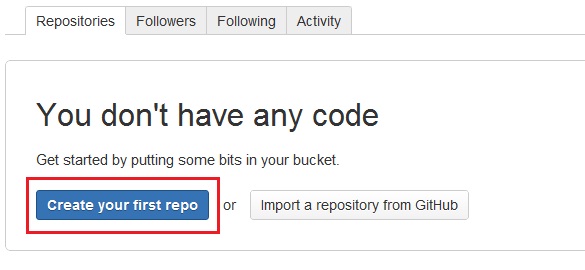 Repositories Followers Following Activity
You don't have any code
Get started by putting some bits in your bucket.
Create your first repo or Import a repository from GitHub